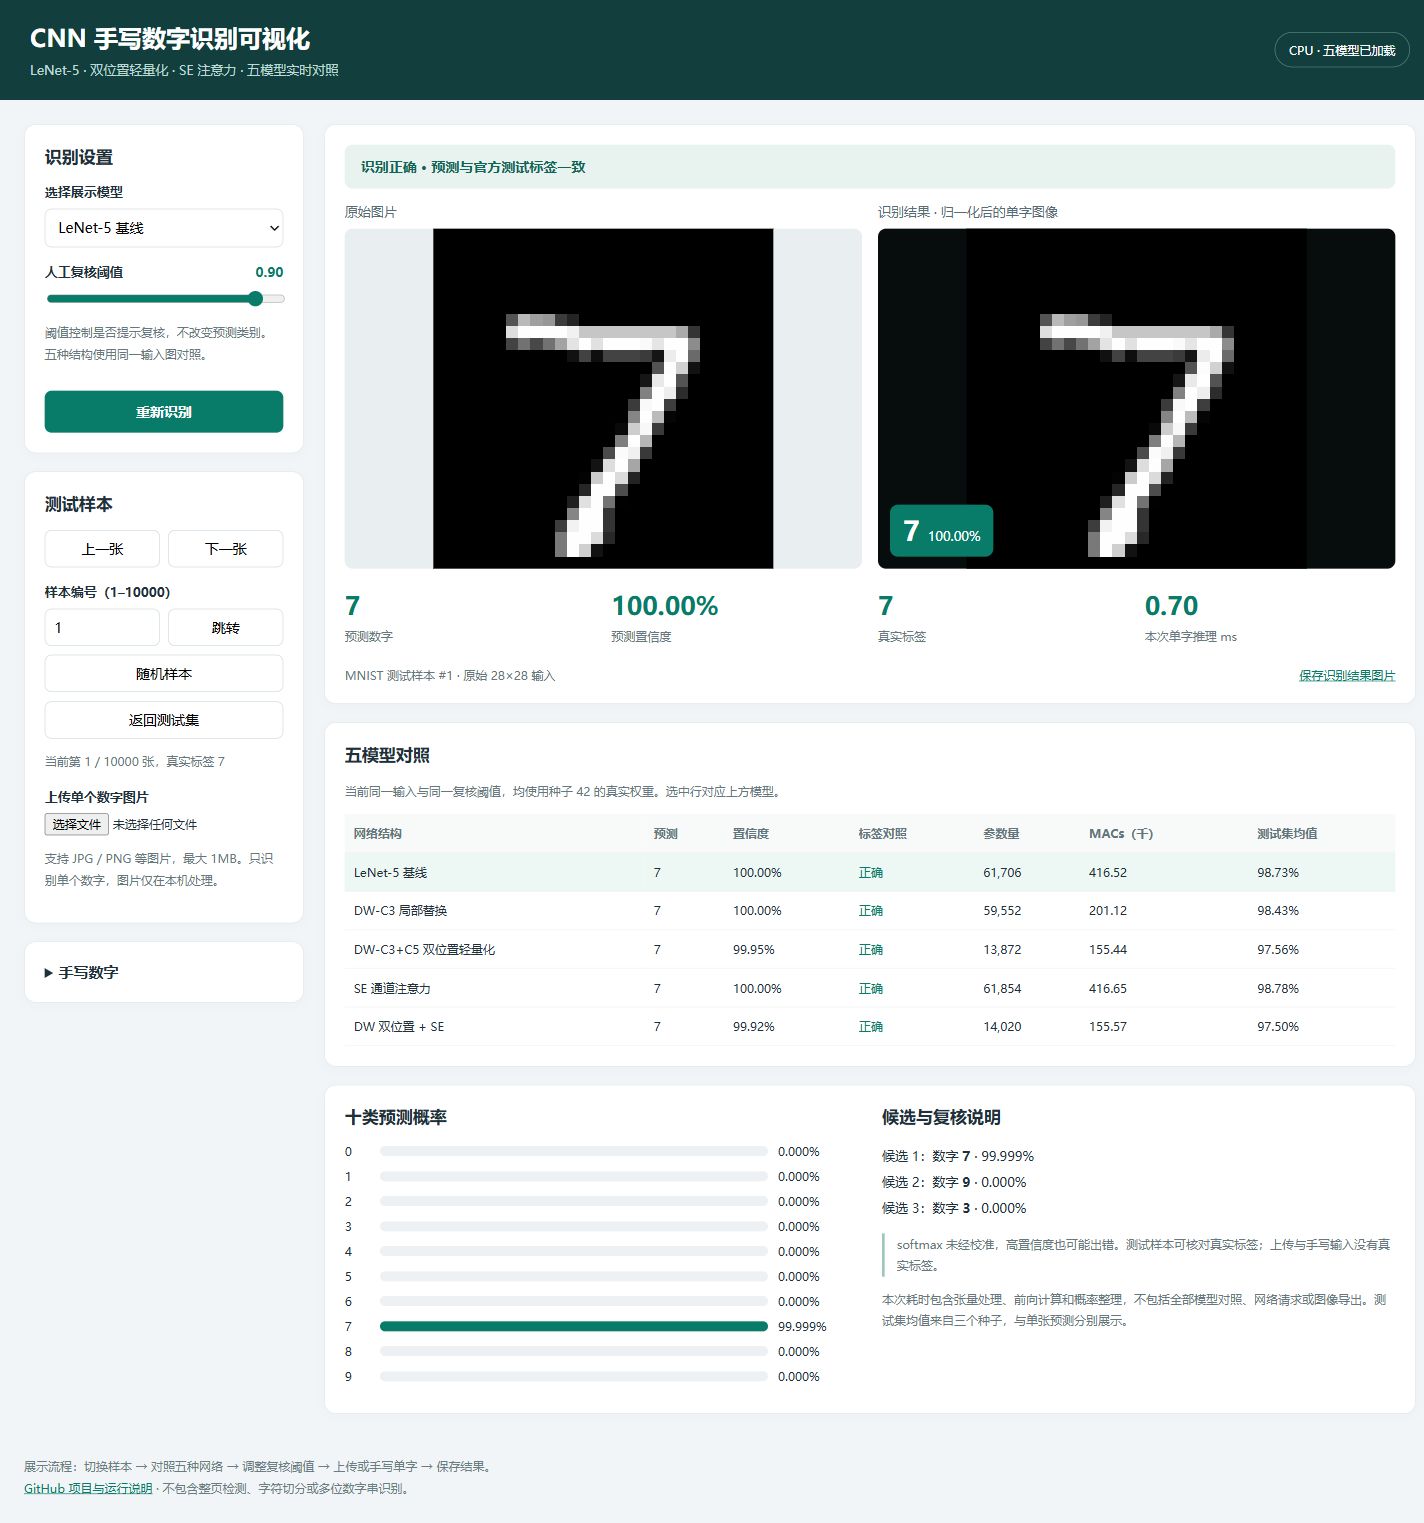 CNN 手写数字识别可视化
LeNet-5 · 双位置轻量化 · SE 注意力 · 五模型实时对照
CPU · 五模型已加载
识别设置
选择展示模型
LeNet-5 基线
人工复核阈值 0.90
阈值控制是否提示复核，不改变预测类别。
五种结构使用同一输入图对照。
重新识别
测试样本
上一张 下一张
样本编号（1–10000）
1 跳转
随机样本
返回测试集
当前第 1 / 10000 张，真实标签 7
上传单个数字图片
选择文件 未选择任何文件
支持 JPG / PNG 等图片，最大 1MB。只识
别单个数字，图片仅在本机处理。
▶ 手写数字
识别正确 • 预测与官方测试标签一致
原始图片
识别结果 · 归一化后的单字图像
7
7
7 100.00%
7 100.00% 7 0.70
预测数字 预测置信度 真实标签 本次单字推理 ms
MNIST 测试样本 #1 · 原始 28×28 输入
保存识别结果图片
五模型对照
当前同一输入与同一复核阈值，均使用种子 42 的真实权重。选中行对应上方模型。
网络结构 预测 置信度 标签对照 参数量 MACs（千） 测试集均值
LeNet-5 基线 7 100.00% 正确 61,706 416.52 98.73%
DW-C3 局部替换 7 100.00% 正确 59,552 201.12 98.43%
DW-C3+C5 双位置轻量化 7 99.95% 正确 13,872 155.44 97.56%
SE 通道注意力 7 100.00% 正确 61,854 416.65 98.78%
DW 双位置 + SE 7 99.92% 正确 14,020 155.57 97.50%
十类预测概率
0 0.000%
1 0.000%
2 0.000%
3 0.000%
4 0.000%
5 0.000%
6 0.000%
7 99.999%
8 0.000%
9 0.000%
候选与复核说明
候选 1：数字 7 · 99.999%
候选 2：数字 9 · 0.000%
候选 3：数字 3 · 0.000%
softmax 未经校准，高置信度也可能出错。测试样本可核对真实标签；上传与手写输入没有真
实标签。
本次耗时包含张量处理、前向计算和概率整理，不包括全部模型对照、网络请求或图像导出。测
试集均值来自三个种子，与单张预测分别展示。
展示流程：切换样本 → 对照五种网络 → 调整复核阈值 → 上传或手写单字 → 保存结果。
GitHub 项目与运行说明 · 不包含整页检测、字符切分或多位数字串识别。